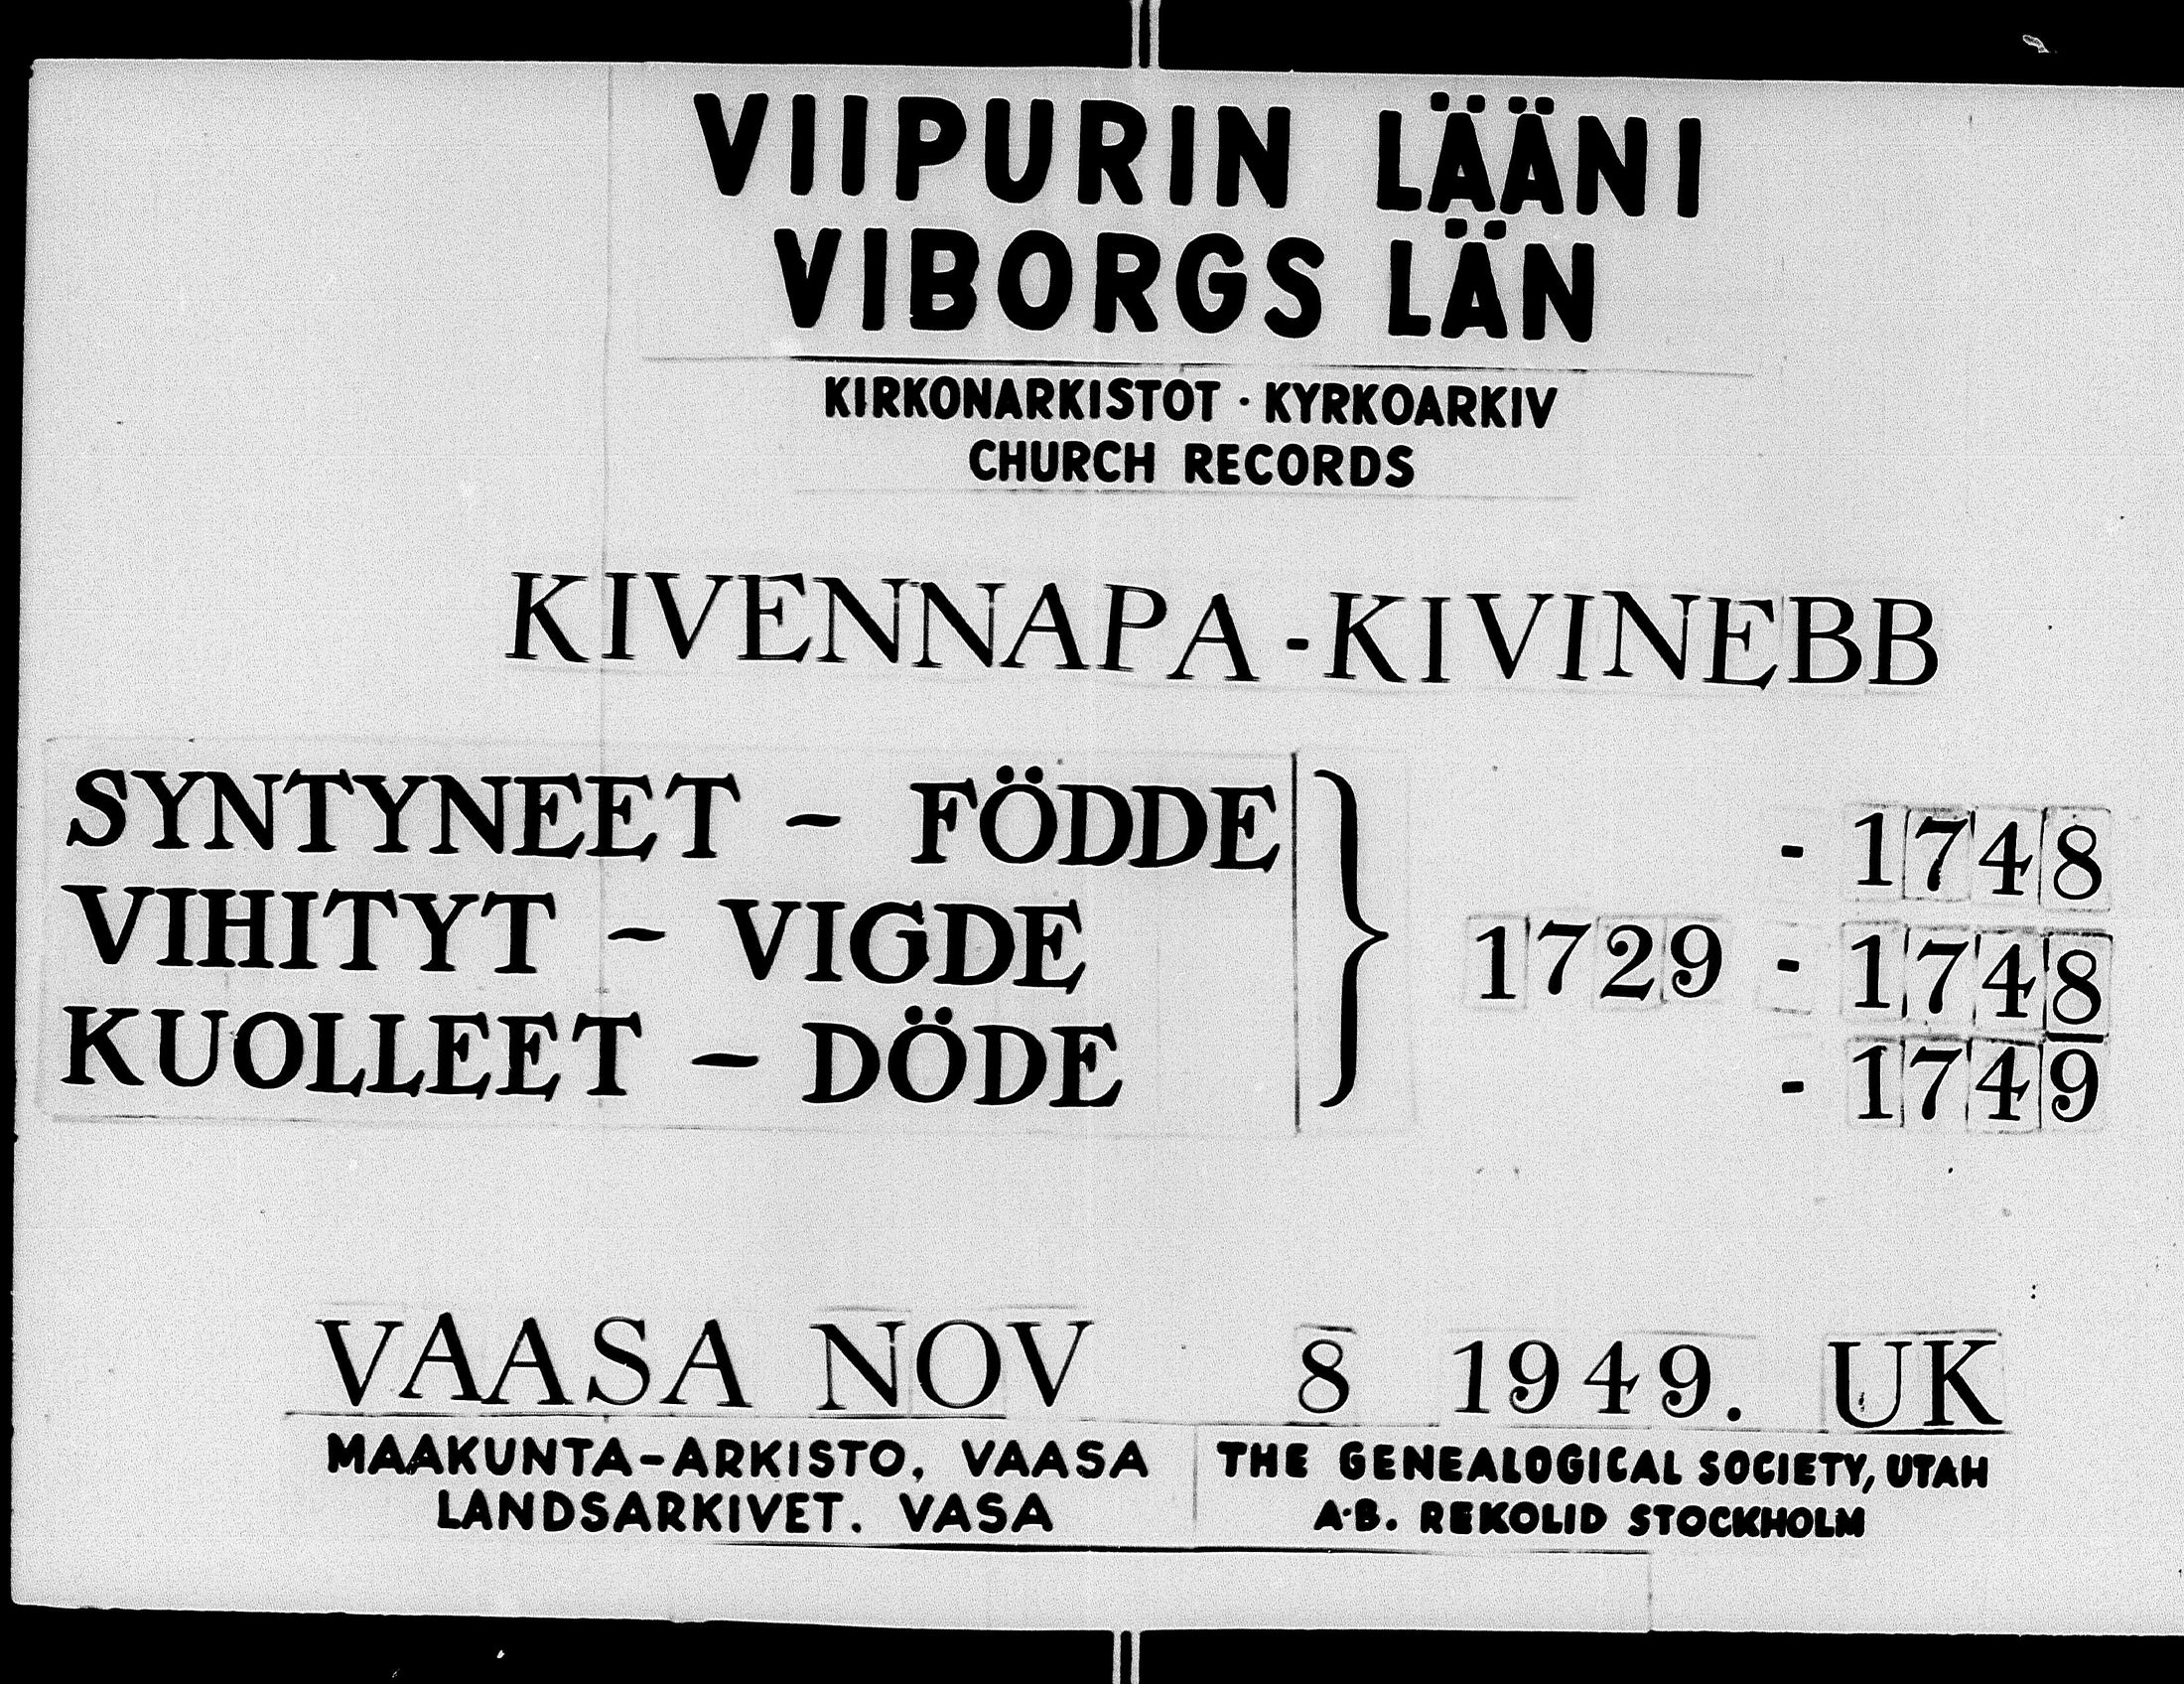 VIIPURIN LÄÄNI
VIBORGS LÄN
KIRKONARKISTOT · KYRKOARKIV
CHURCH RECORDS
KIVENNAPA - KIVINEBB
SYNTYNEET - FÖDDE - 1748
VIHITYT - VIGDE } 1729 - 1748
KUOLLEET - DÖDE - 1749
VAASA NOV 8 1949. UK
MAAKUNTA-ARKISTO, VAASA
LANDSARKIVET. VASA
THE GENEALOGICAL SOCIETY, UTAH
A·B. REKOLID STOCKHOLM